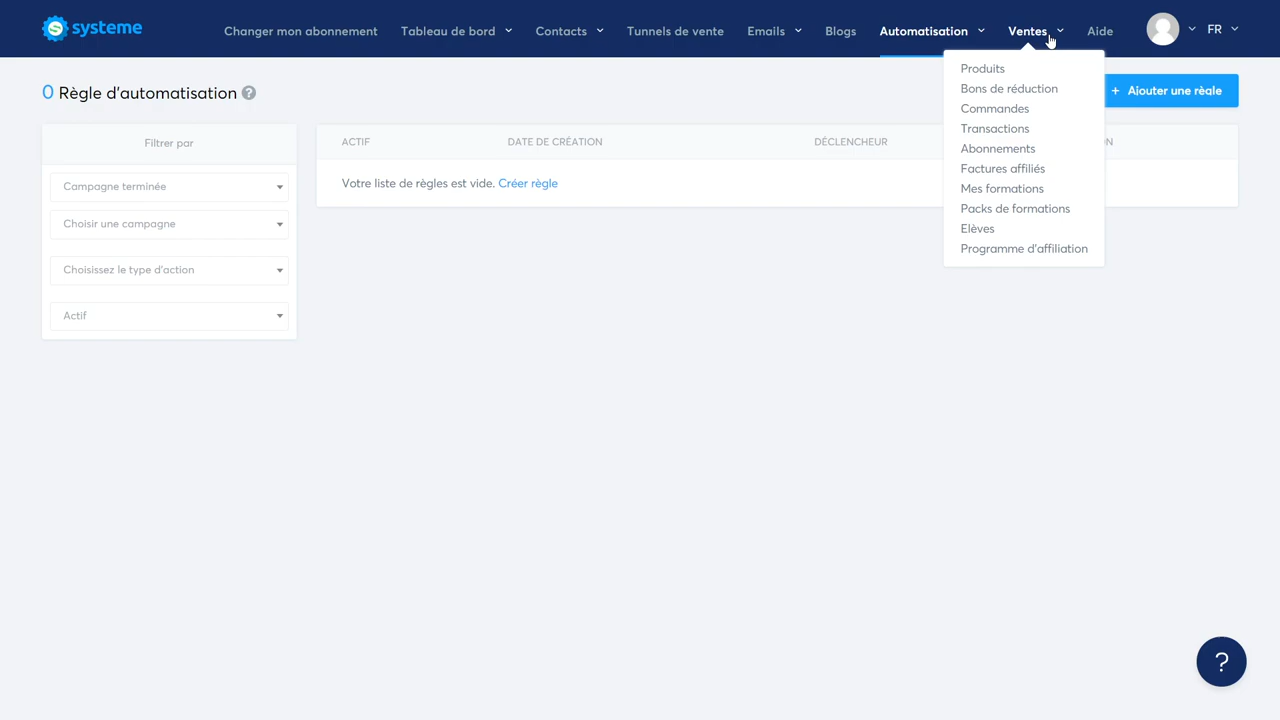 systeme
Changer mon abonnement
Tableau de bord
Contacts
Tunnels de vente
Emails
Blogs
Automatisation
Ventes
Aide
FR
Produits
Bons de réduction
Commandes
Transactions
Abonnements
Factures affiliés
Mes formations
Packs de formations
Elèves
Programme d'affiliation
0 Règle d'automatisation ?
+ Ajouter une règle
Filtrer par
Campagne terminée
Choisir une campagne
Choisissez le type d'action
Actif
ACTIF
DATE DE CRÉATION
DÉCLENCHEUR
Votre liste de règles est vide. Créer règle
?